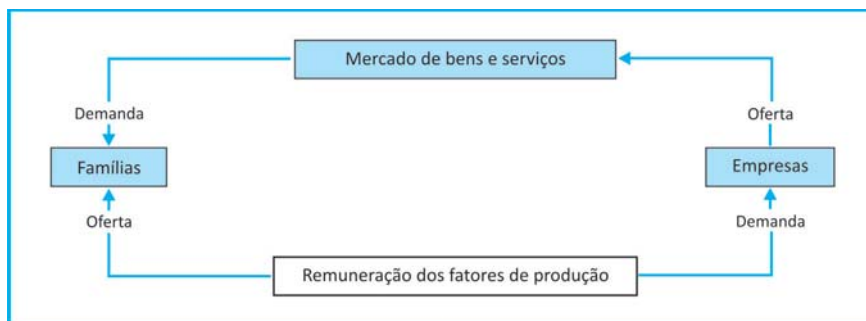 Mercado de bens e serviços
Demanda
Oferta
Famílias
Empresas
Oferta
Demanda
Remuneração dos fatores de produção